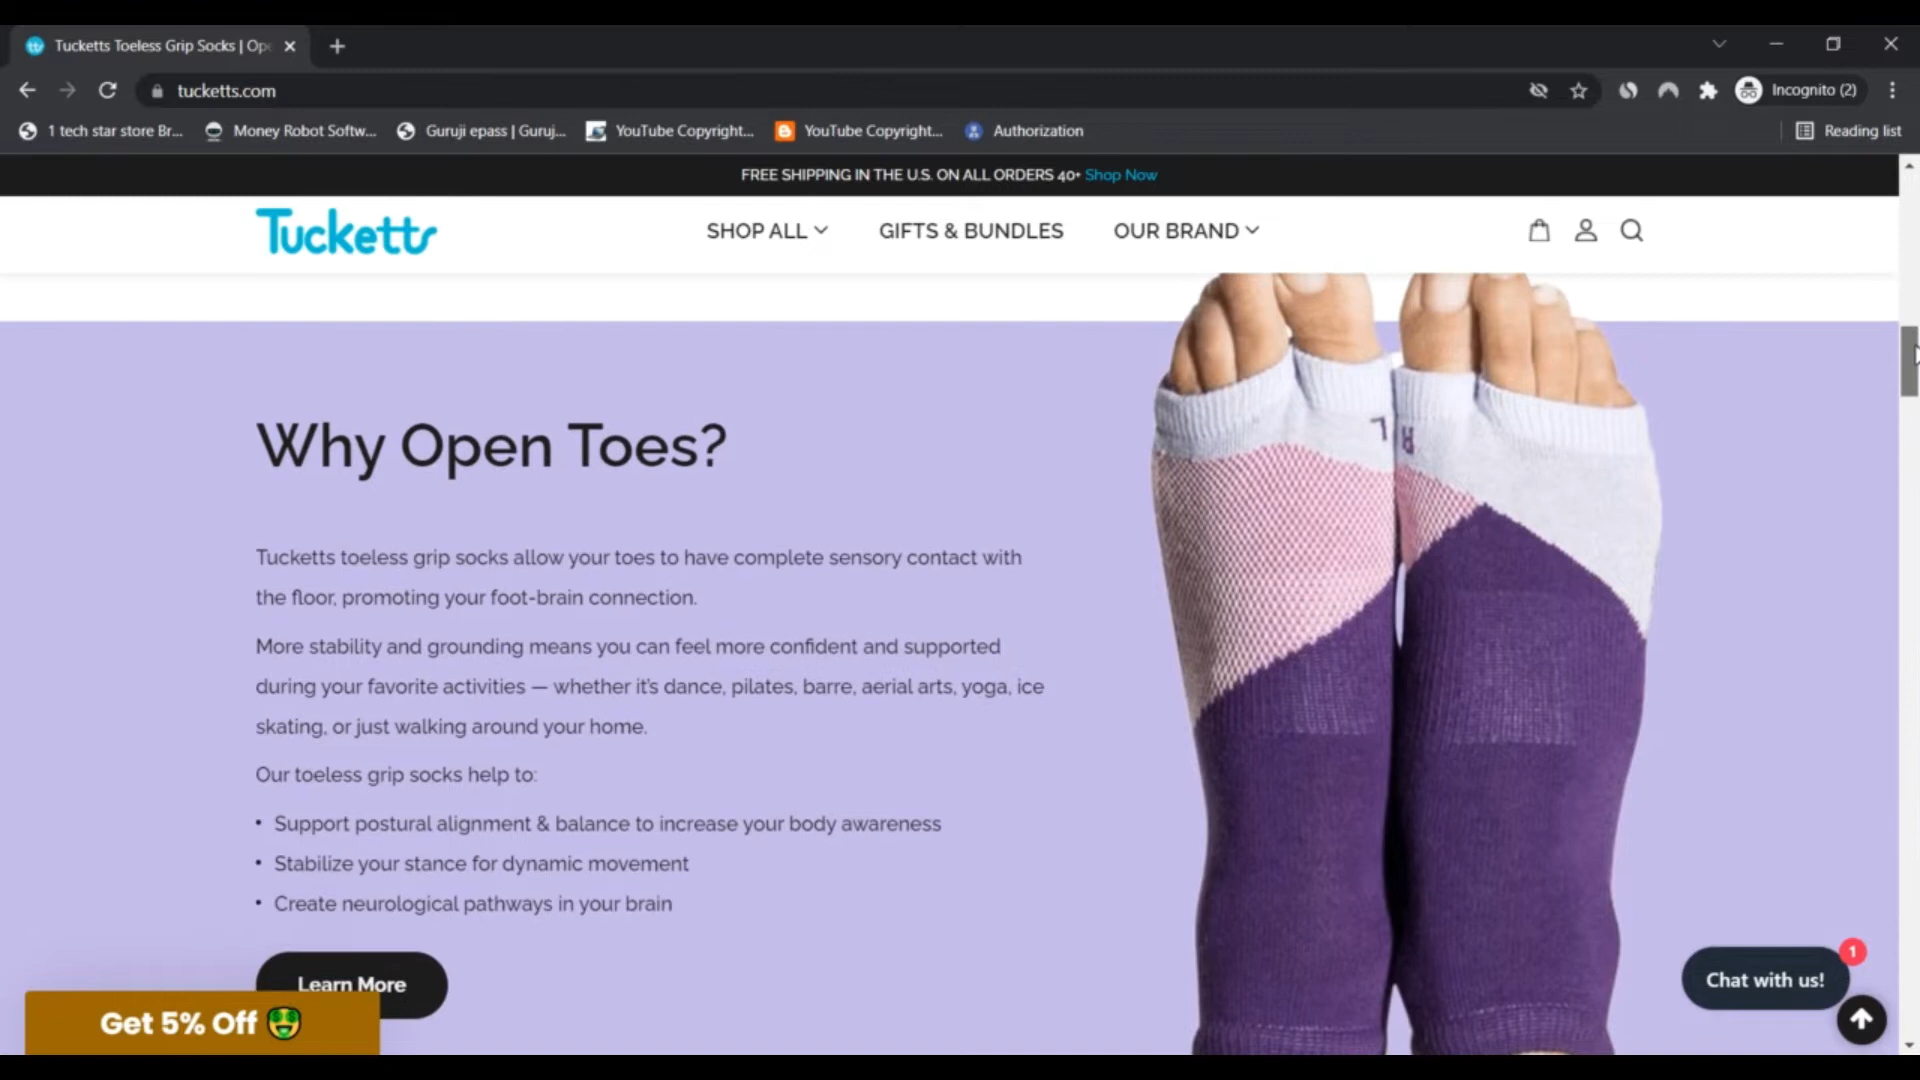 Tucketts Toeless Grip Socks | Ope
tucketts.com
Incognito (2)
1 tech star store Br...
Money Robot Softw...
Guruji epass | Guruj...
YouTube Copyright...
YouTube Copyright...
Authorization
Reading list
FREE SHIPPING IN THE U.S. ON ALL ORDERS 40+ Shop Now
Tucketts
SHOP ALL
GIFTS & BUNDLES
OUR BRAND
L
R
Why Open Toes?
Tucketts toeless grip socks allow your toes to have complete sensory contact with
the floor, promoting your foot-brain connection.
More stability and grounding means you can feel more confident and supported
during your favorite activities — whether it's dance, pilates, barre, aerial arts, yoga, ice
skating, or just walking around your home.
Our toeless grip socks help to:
• Support postural alignment & balance to increase your body awareness
• Stabilize your stance for dynamic movement
• Create neurological pathways in your brain
Learn More
Get 5% Off
1
Chat with us!